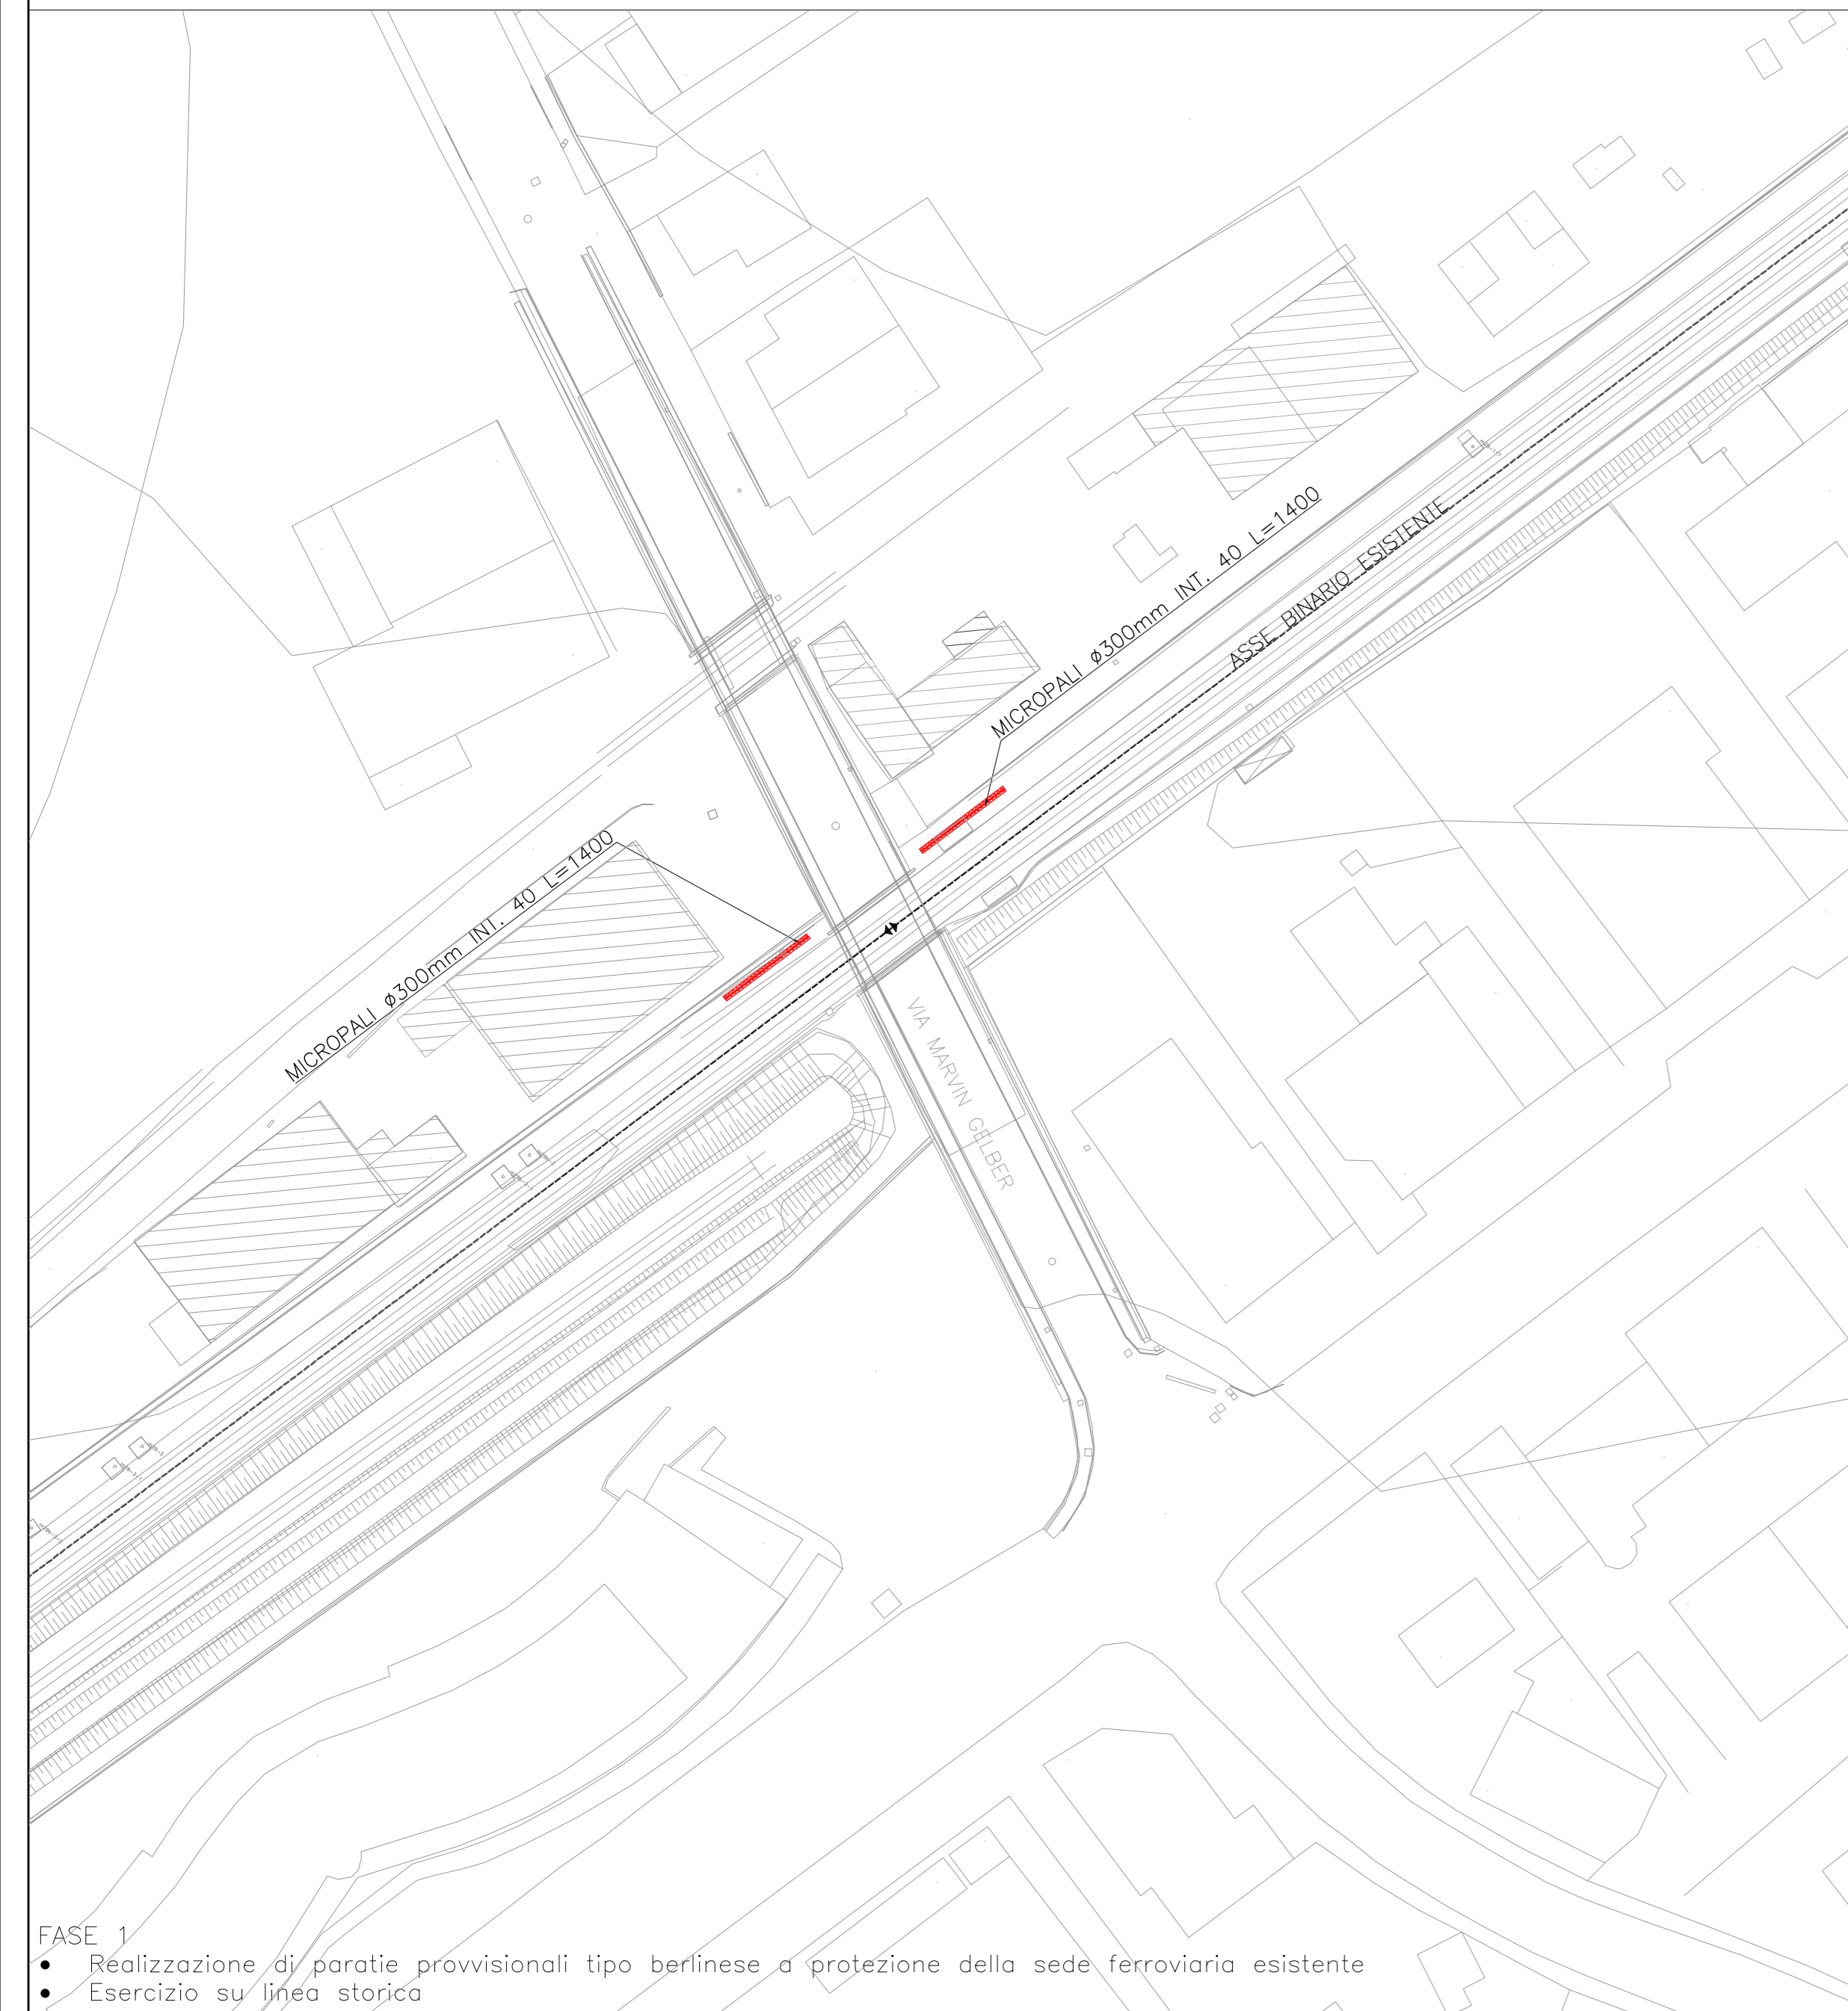 MICROPALI ø300mm INT. 40 L=1400
ASSE BINARIO ESISTENTE
MICROPALI ø300mm INT. 40 L=1400
VIA MARVIN GELBER
FASE 1
• Realizzazione di paratie provvisionali tipo berlinese a protezione della sede ferroviaria esistente
• Esercizio su linea storica